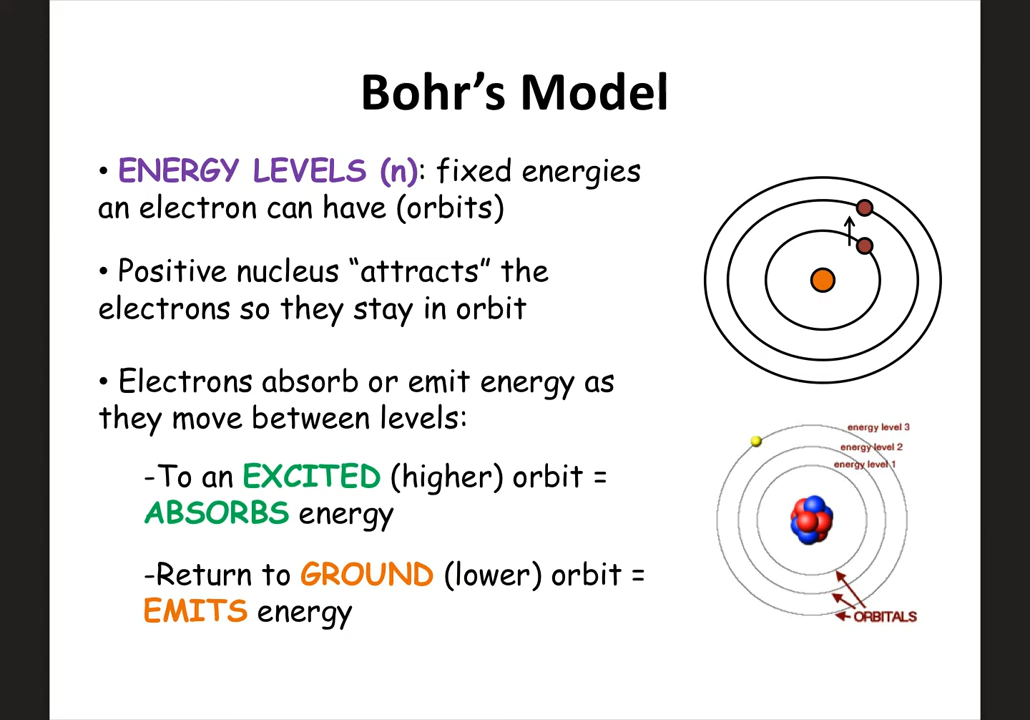 Bohr’s Model
• ENERGY LEVELS (n): fixed energies
an electron can have (orbits)
• Positive nucleus “attracts” the
electrons so they stay in orbit
• Electrons absorb or emit energy as
they move between levels:
-To an EXCITED (higher) orbit =
ABSORBS energy
-Return to GROUND (lower) orbit =
EMITS energy
energy level 3
energy level 2
energy level 1
ORBITALS